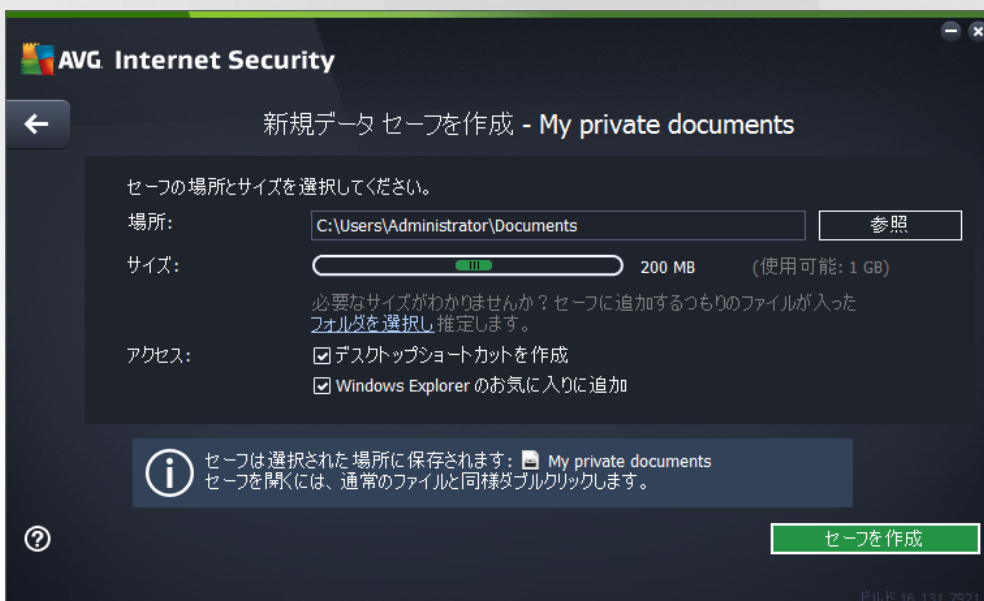 AVG. Internet Security
新規データ セーフを作成 - My private documents
セーフの場所とサイズを選択してください。
場所: C:\Users\Administrator\Documents 参照
サイズ: 200 MB (使用可能: 1 GB)
必要なサイズがわかりませんか？セーフに追加するつもりのファイルが入った
フォルダを選択し推定します。
アクセス: デスクトップショートカットを作成
Windows Explorer のお気に入りに追加
セーフは選択された場所に保存されます: My private documents
セーフを開くには、通常のファイルと同様ダブルクリックします。
セーフを作成
ビルド 16.131.7921